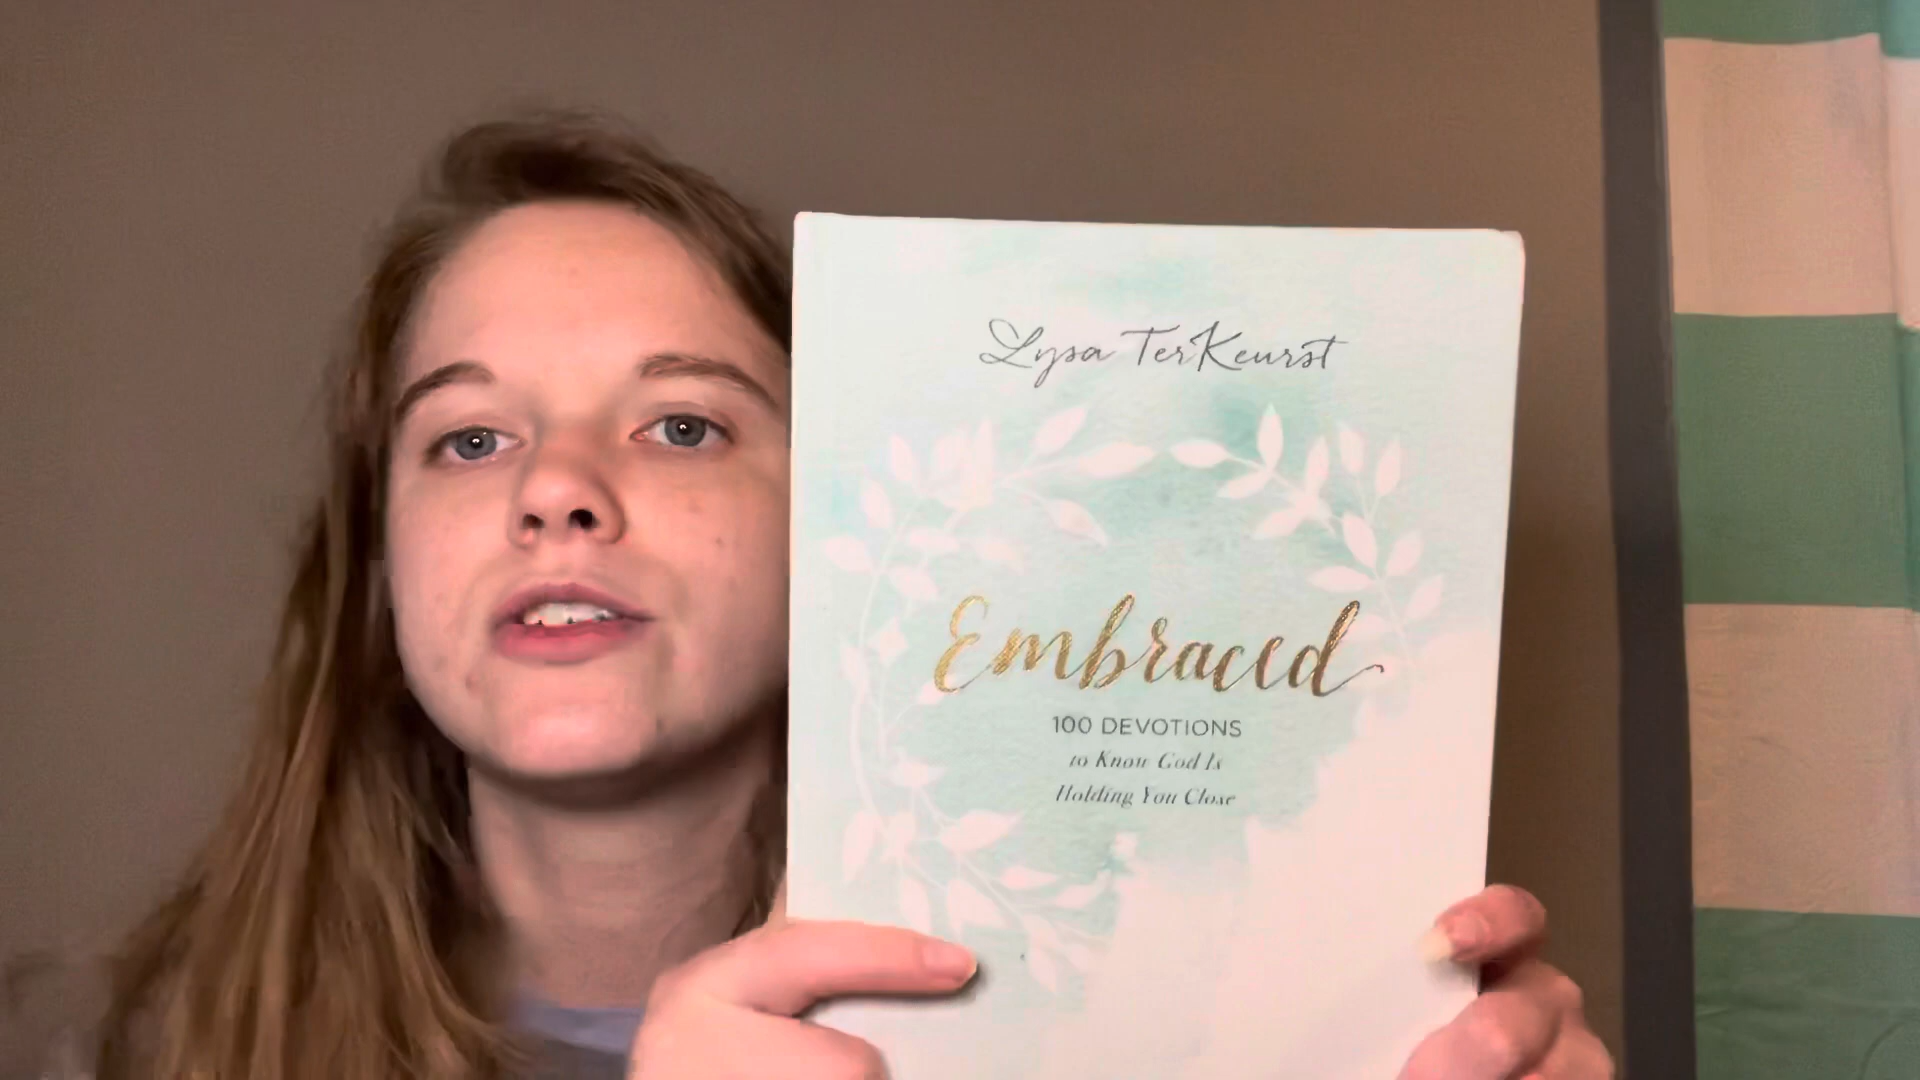 Lysa TerKeurst
Embraced
100 DEVOTIONS
to Know God Is
Holding You Close